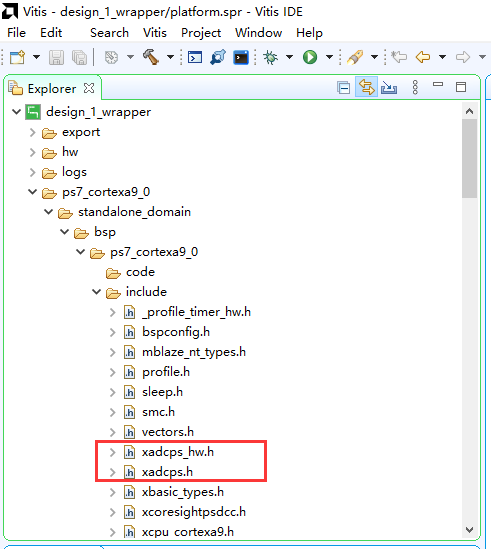 Vitis - design_1_wrapper/platform.spr - Vitis IDE
File Edit Search Vitis Project Window Help
Explorer
design_1_wrapper
export
hw
logs
ps7_cortexa9_0
standalone_domain
bsp
ps7_cortexa9_0
code
include
.h _profile_timer_hw.h
.h bspconfig.h
.h mblaze_nt_types.h
.h profile.h
.h sleep.h
.h smc.h
.h vectors.h
.h xadcps_hw.h
.h xadcps.h
.h xbasic_types.h
.h xcoresightpsdcc.h
.h xcpu_cortexa9.h